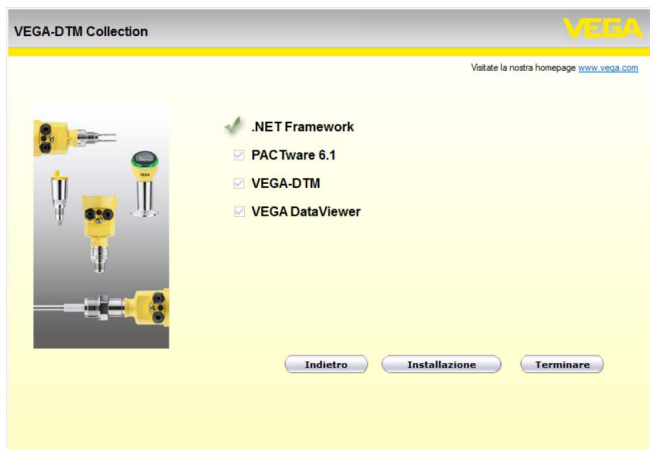 VEGA-DTM Collection
VEGA
Visitate la nostra homepage www.vega.com
.NET Framework
PACTware 6.1
VEGA-DTM
VEGA DataViewer
Indietro
Installazione
Terminare